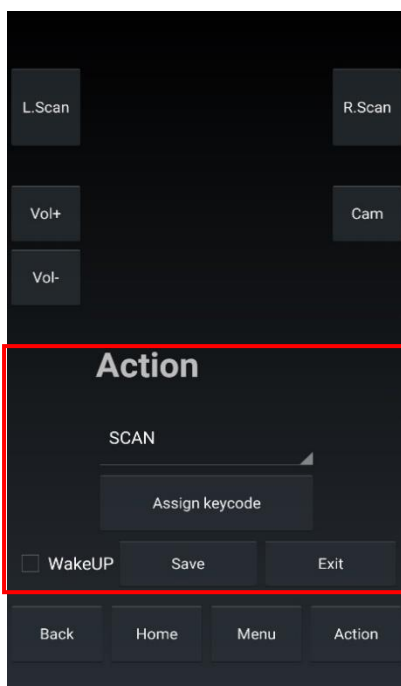 L.Scan R.Scan
Vol+ Cam
Vol-
Action
SCAN
Assign keycode
WakeUP Save Exit
Back Home Menu Action